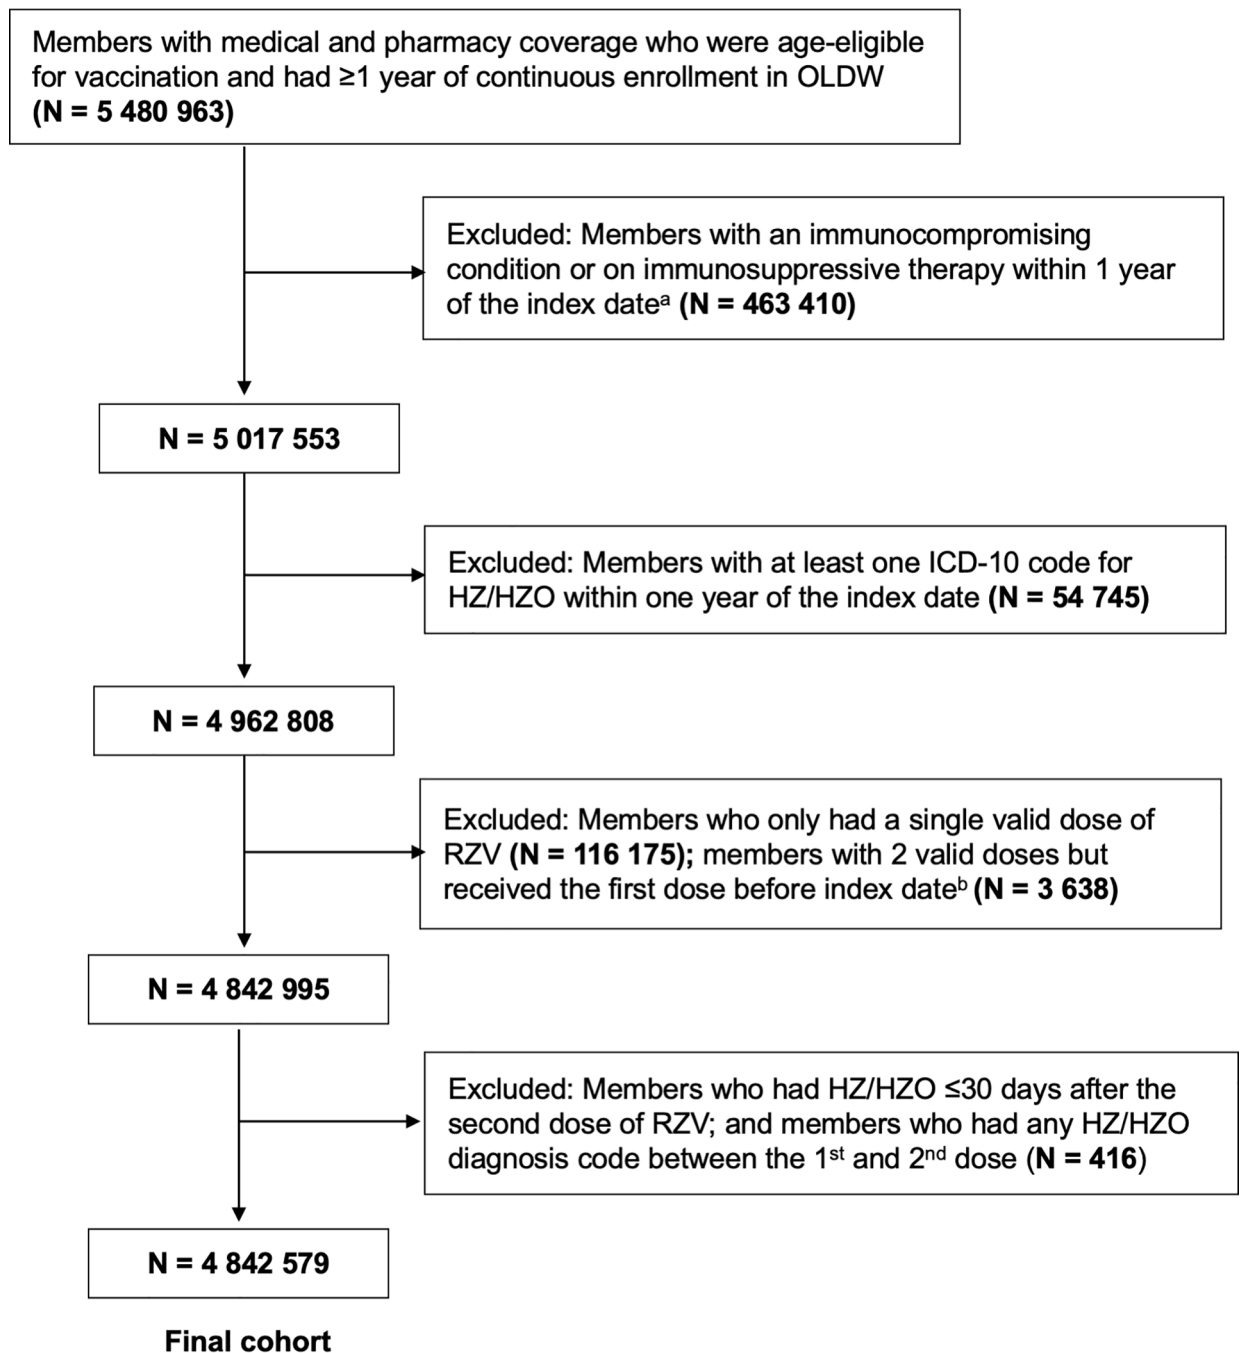 Members with medical and pharmacy coverage who were age-eligible
for vaccination and had ≥1 year of continuous enrollment in OLDW
(N = 5 480 963)
Excluded: Members with an immunocompromising
condition or on immunosuppressive therapy within 1 year
of the index dateᵃ (N = 463 410)
N = 5 017 553
Excluded: Members with at least one ICD-10 code for
HZ/HZO within one year of the index date (N = 54 745)
N = 4 962 808
Excluded: Members who only had a single valid dose of
RZV (N = 116 175); members with 2 valid doses but
received the first dose before index dateᵇ (N = 3 638)
N = 4 842 995
Excluded: Members who had HZ/HZO ≤30 days after the
second dose of RZV; and members who had any HZ/HZO
diagnosis code between the 1ˢᵗ and 2ⁿᵈ dose (N = 416)
N = 4 842 579
Final cohort